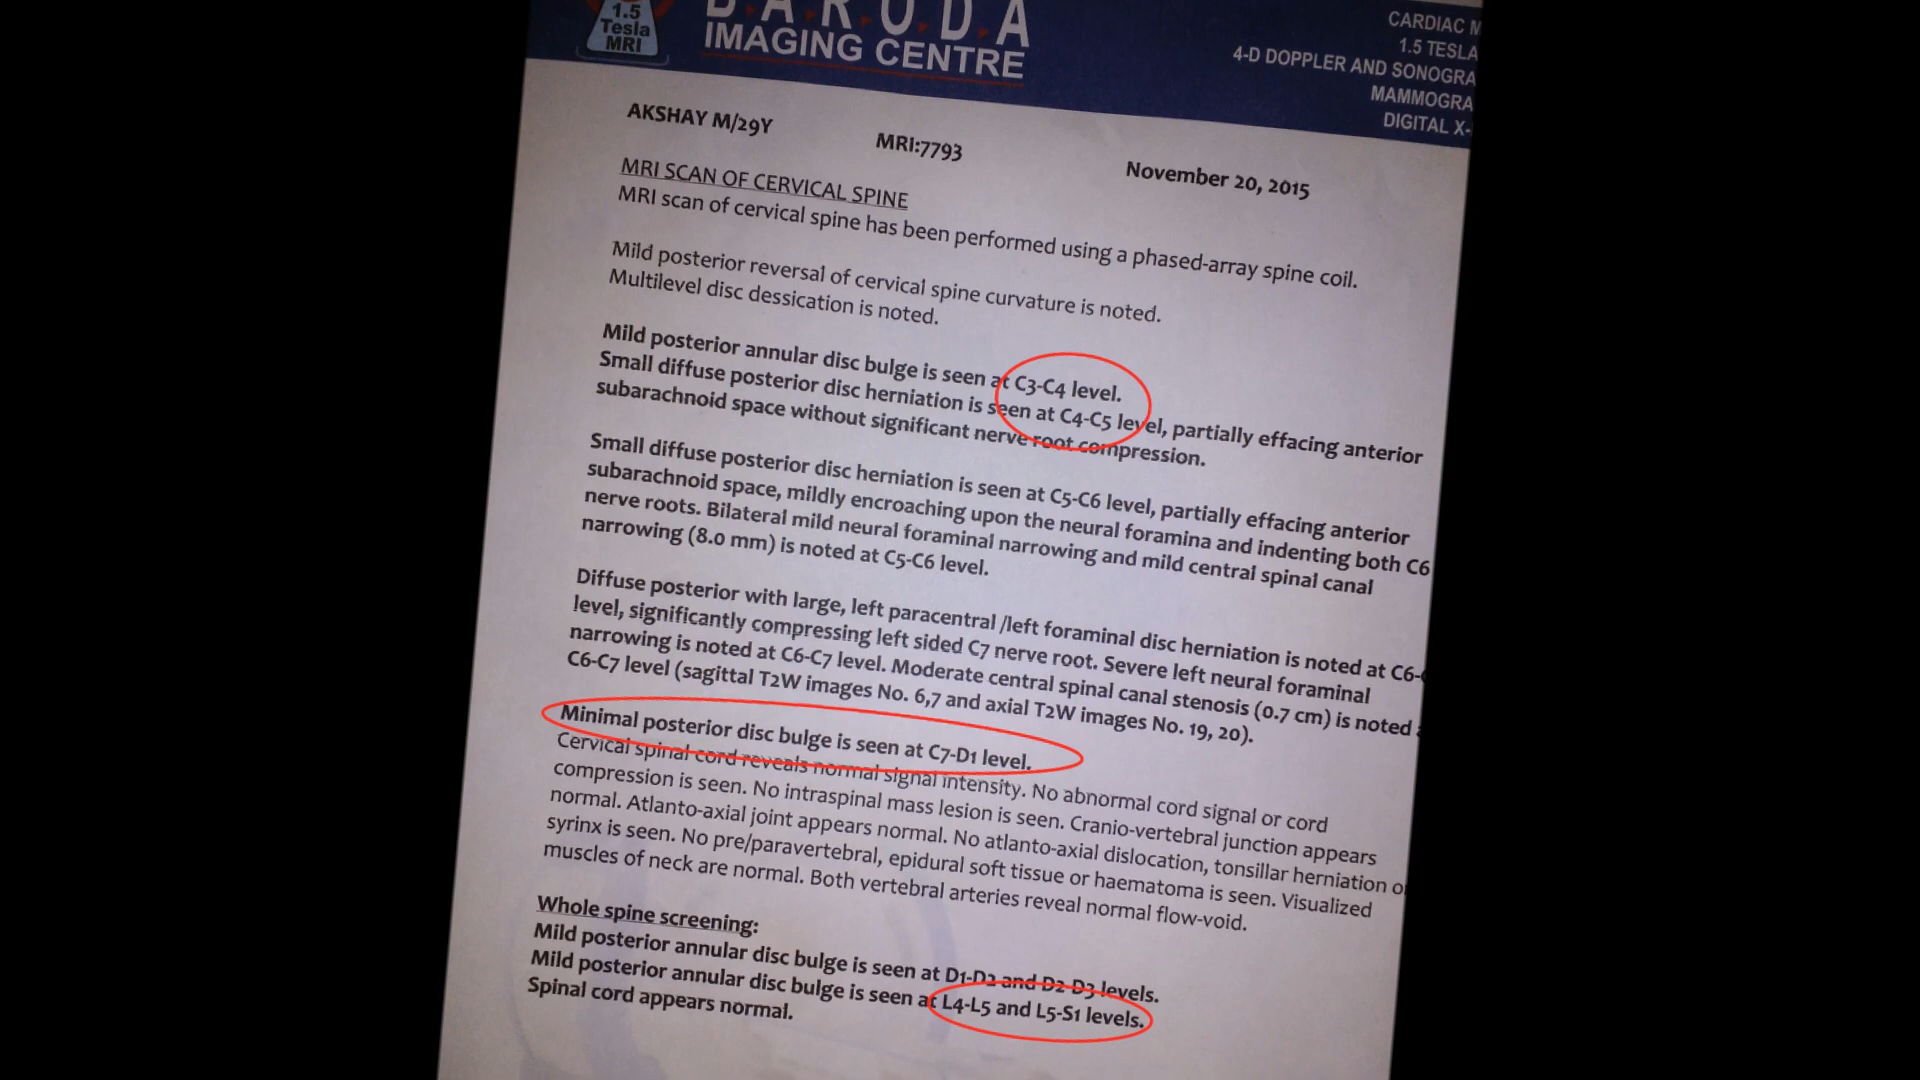 1.5
Tesla
MRI
B.A.R.O.D.A
IMAGING CENTRE
CARDIAC M
1.5 TESLA
4-D DOPPLER AND SONOGRA
MAMMOGRA
DIGITAL X-
AKSHAY M/29Y MRI:7793 November 20, 2015
MRI SCAN OF CERVICAL SPINE
MRI scan of cervical spine has been performed using a phased-array spine coil.
Mild posterior reversal of cervical spine curvature is noted.
Multilevel disc dessication is noted.
Mild posterior annular disc bulge is seen at C3-C4 level.
Small diffuse posterior disc herniation is seen at C4-C5 level, partially effacing anterior
subarachnoid space without significant nerve root compression.
Small diffuse posterior disc herniation is seen at C5-C6 level, partially effacing anterior
subarachnoid space, mildly encroaching upon the neural foramina and indenting both C6
nerve roots. Bilateral mild neural foraminal narrowing and mild central spinal canal
narrowing (8.0 mm) is noted at C5-C6 level.
Diffuse posterior with large, left paracentral /left foraminal disc herniation is noted at C6-
level, significantly compressing left sided C7 nerve root. Severe left neural foraminal
narrowing is noted at C6-C7 level. Moderate central spinal canal stenosis (0.7 cm) is noted
C6-C7 level (sagittal T2W images No. 6,7 and axial T2W images No. 19, 20).
Minimal posterior disc bulge is seen at C7-D1 level.
Cervical spinal cord reveals normal signal intensity. No abnormal cord signal or cord
compression is seen. No intraspinal mass lesion is seen. Cranio-vertebral junction appears
normal. Atlanto-axial joint appears normal. No atlanto-axial dislocation, tonsillar herniation or
syrinx is seen. No pre/paravertebral, epidural soft tissue or haematoma is seen. Visualized
muscles of neck are normal. Both vertebral arteries reveal normal flow-void.
Whole spine screening:
Mild posterior annular disc bulge is seen at D1-D2 and D2-D3 levels.
Mild posterior annular disc bulge is seen at L4-L5 and L5-S1 levels.
Spinal cord appears normal.